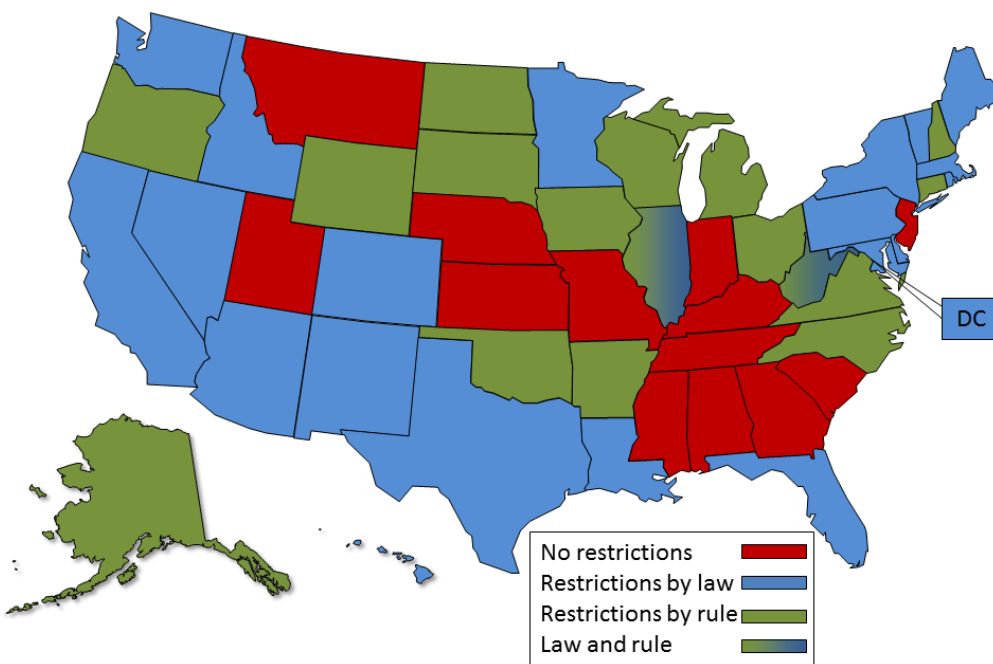 DC
No restrictions
Restrictions by law
Restrictions by rule
Law and rule